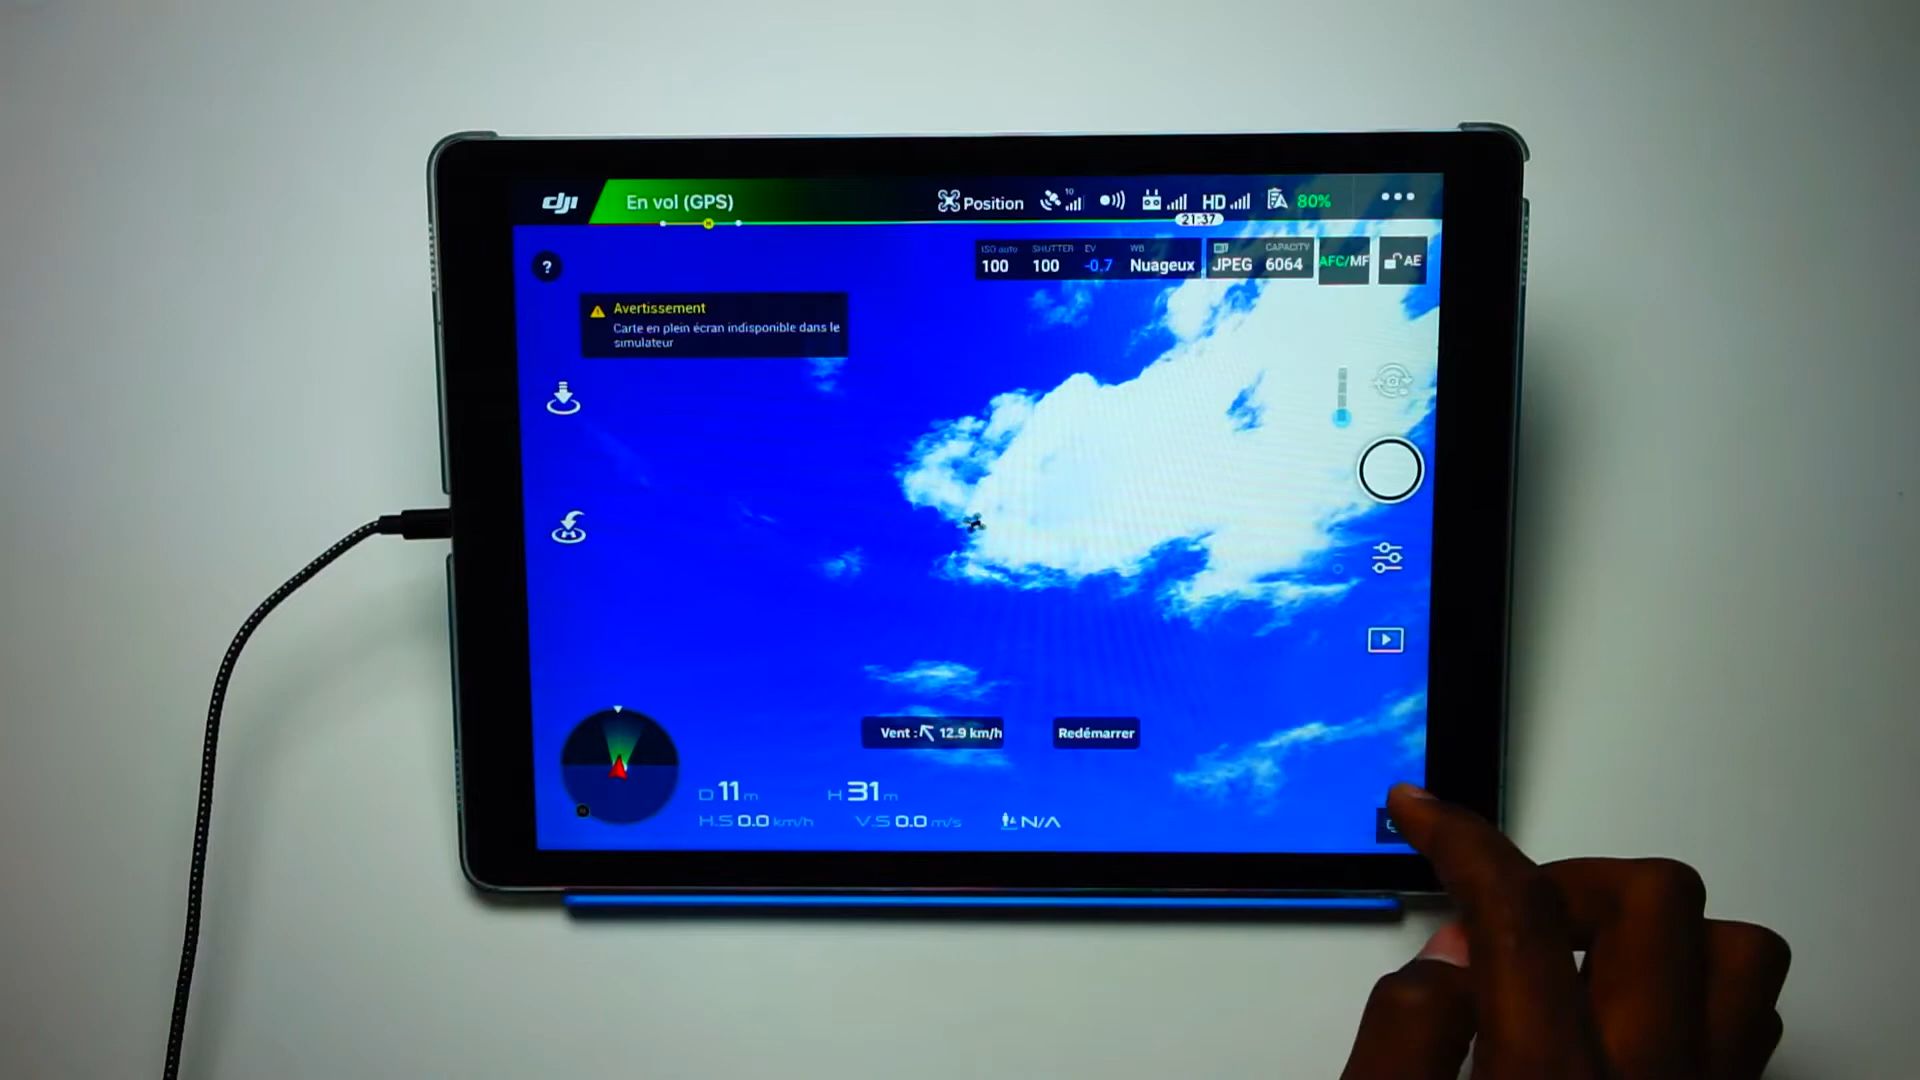 dji En vol (GPS) Position 10 HD 80%
21:37
ISO auto SHUTTER EV WB CAPACITY
100 100 -0.7 Nuageux JPEG 6064 AFC/MF AE
?
Avertissement
Carte en plein écran indisponible dans le
simulateur
Vent : 12.9 km/h Redémarrer
D 11 m H 31 m
H.S 0.0 km/h V.S 0.0 m/s N/A